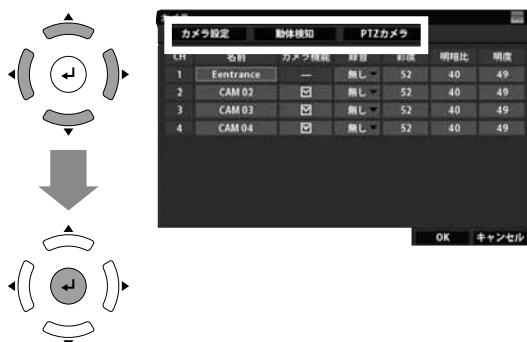 カメラ設定 動体検知 PTZカメラ
CH 名前 カメラ機能 録音 彩度 明暗比 明度
1 Eentrance — 無し 52 40 49
2 CAM 02 無し 52 40 49
3 CAM 03 無し 52 40 49
4 CAM 04 無し 52 40 49
OK キャンセル